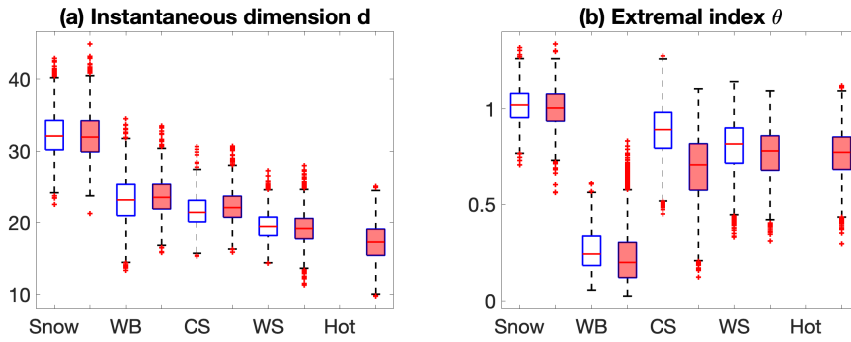 (a) Instantaneous dimension d
40
30
20
10
Snow WB CS WS Hot
(b) Extremal index θ
1
0.5
0
Snow WB CS WS Hot